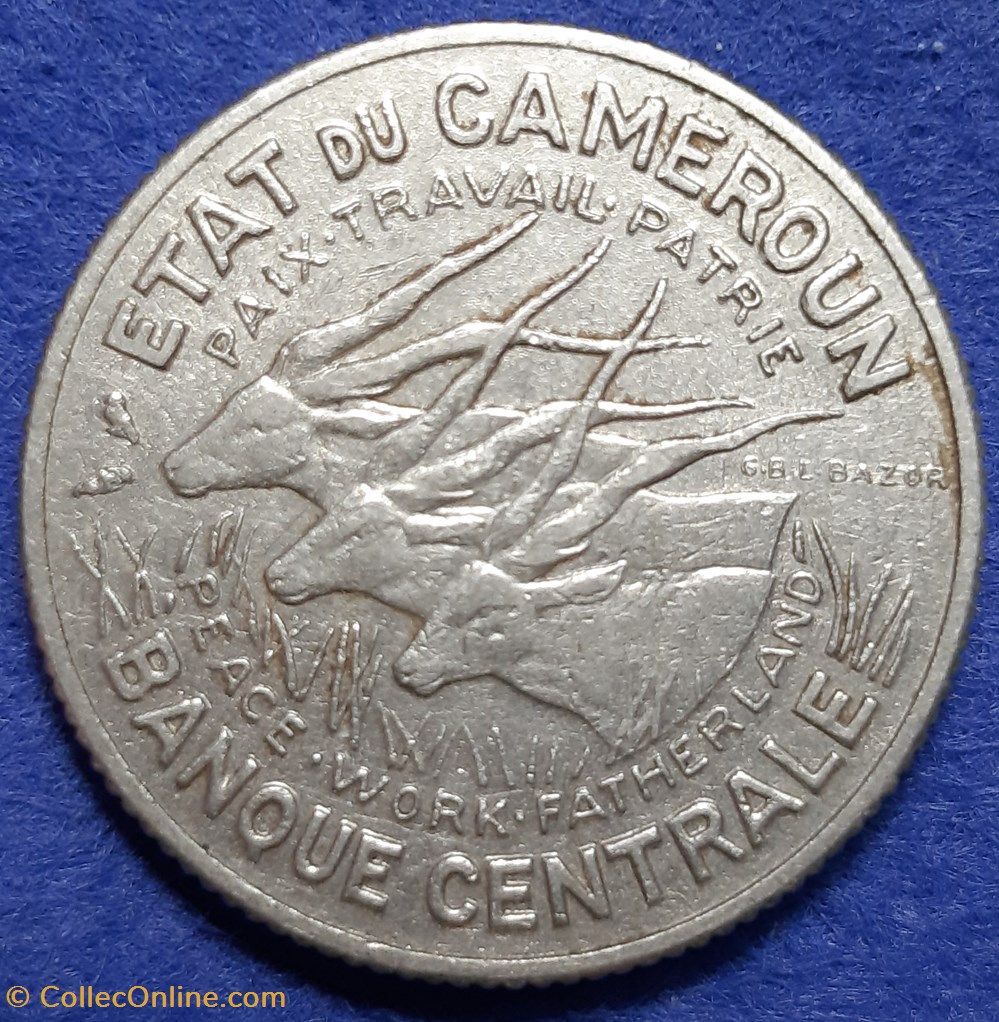 ETAT DU CAMEROUN
PAIX·TRAVAIL·PATRIE
G.B.L BAZOR
PEACE·WORK·FATHERLAND
BANQUE CENTRALE
© CollecOnline.com